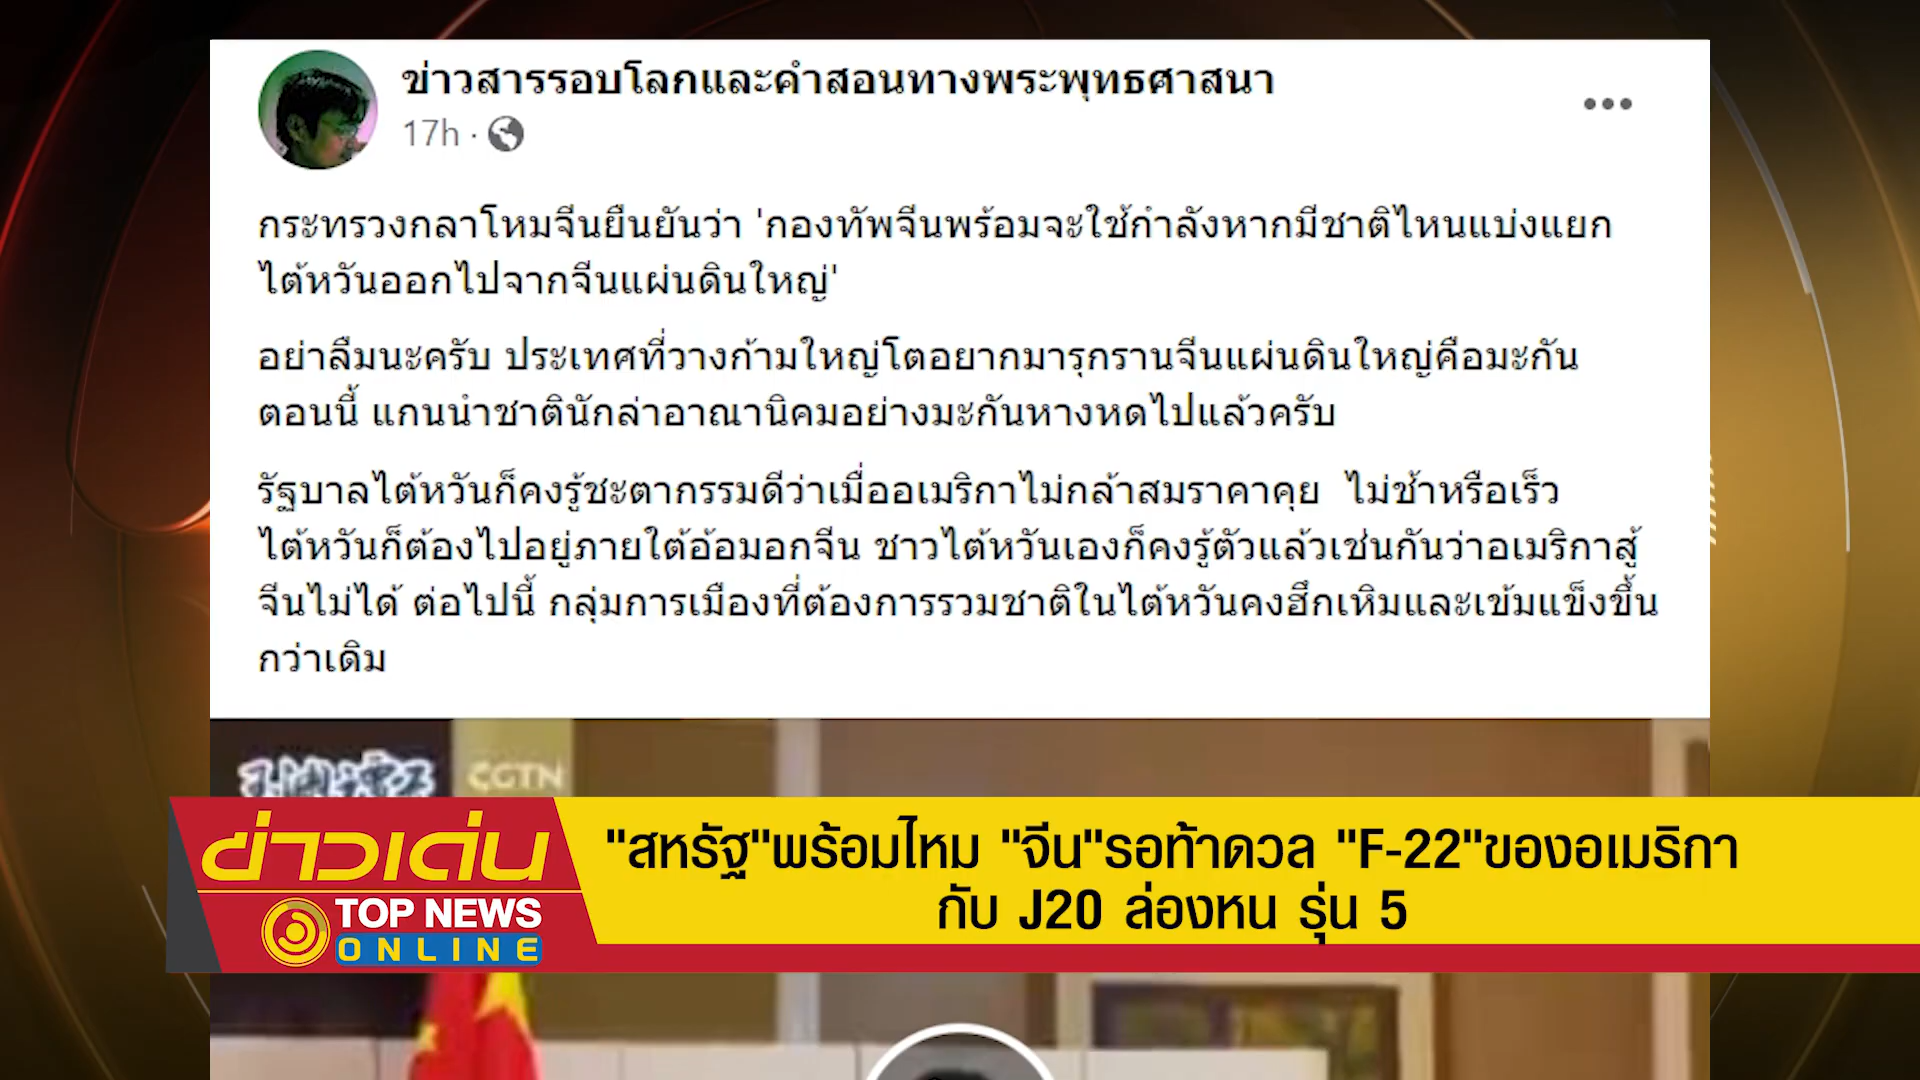 ข่าวสารรอบโลกและคำสอนทางพระพุทธศาสนา
17h ·
กระทรวงกลาโหมจีนยืนยันว่า 'กองทัพจีนพร้อมจะใช้กำลังหากมีชาติไหนแบ่งแยก
ไต้หวันออกไปจากจีนแผ่นดินใหญ่'
อย่าลืมนะครับ ประเทศที่วางก้ามใหญ่โตอยากมารุกรานจีนแผ่นดินใหญ่คือมะกัน
ตอนนี้ แกนนำชาตินักล่าอาณานิคมอย่างมะกันหางหดไปแล้วครับ
รัฐบาลไต้หวันก็คงรู้ชะตากรรมดีว่าเมื่ออเมริกาไม่กล้าสมราคาคุย ไม่ช้าหรือเร็ว
ไต้หวันก็ต้องไปอยู่ภายใต้อ้อมอกจีน ชาวไต้หวันเองก็คงรู้ตัวแล้วเช่นกันว่าอเมริกาสู้
จีนไม่ได้ ต่อไปนี้ กลุ่มการเมืองที่ต้องการรวมชาติในไต้หวันคงฮึกเหิมและเข้มแข็งขึ้น
กว่าเดิม
CGTN
ข่าวเด่น
TOP NEWS
ONLINE
"สหรัฐ"พร้อมไหม "จีน"รอท้าดวล "F-22"ของอเมริกา
กับ J20 ล่องหน รุ่น 5